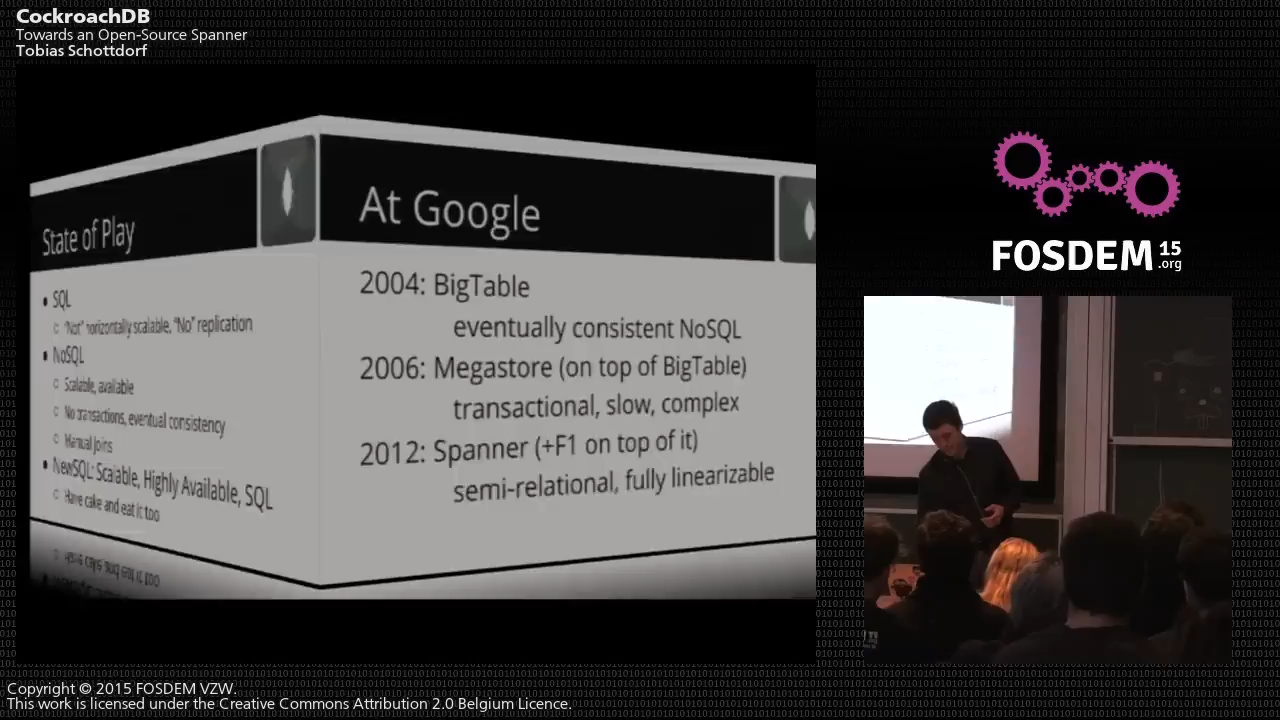 CockroachDB
Towards an Open-Source Spanner
Tobias Schottdorf
State of Play
SQL
"Not" horizontally scalable, "No" replication
NoSQL
Scalable, available
No transactions, eventual consistency
Manual joins
NewSQL: Scalable, Highly Available, SQL
Have cake and eat it too
At Google
2004: BigTable
eventually consistent NoSQL
2006: Megastore (on top of BigTable)
transactional, slow, complex
2012: Spanner (+F1 on top of it)
semi-relational, fully linearizable
FOSDEM 15
.org
Copyright © 2015 FOSDEM VZW.
This work is licensed under the Creative Commons Attribution 2.0 Belgium Licence.